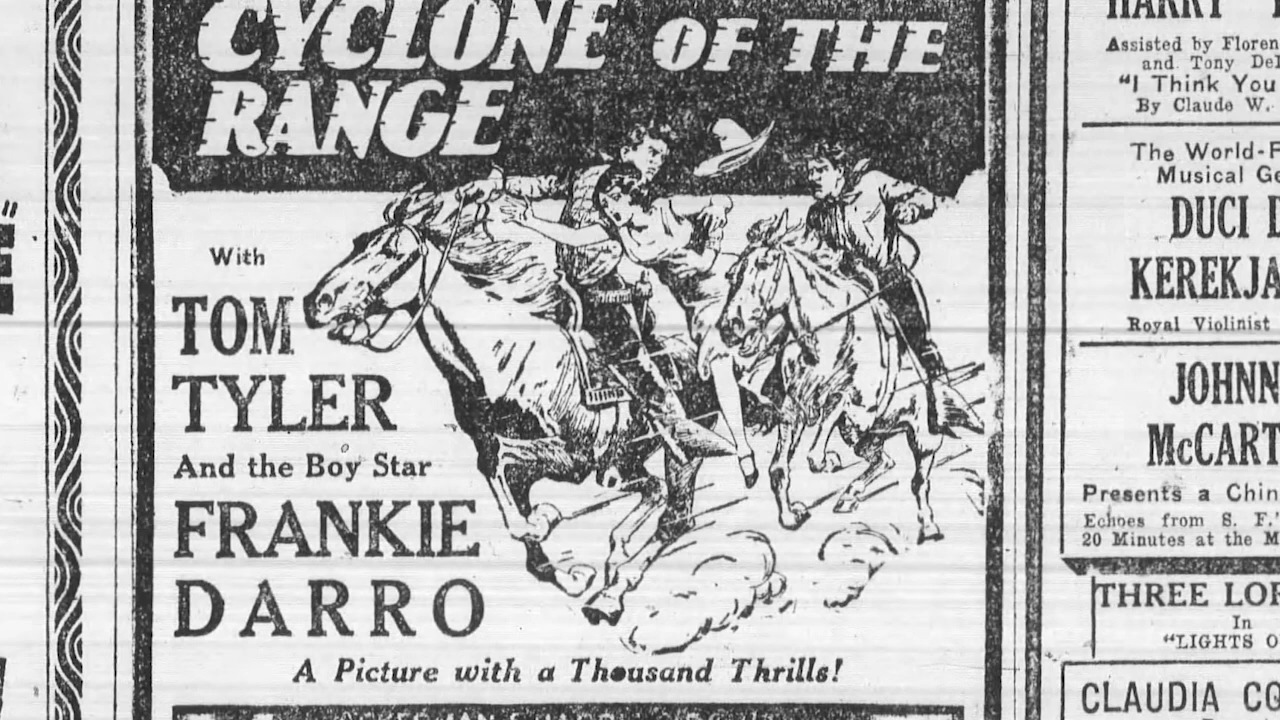 CYCLONE OF THE
RANGE
With
TOM
TYLER
And the Boy Star
FRANKIE
DARRO
A Picture with a Thousand Thrills!
HARRY
Assisted by Floren
and Tony Del
"I Think You
By Claude W.
The World-F
Musical Ge
DUCI D
KEREKJA
Royal Violinist
JOHNN
McCART
Presents a Chin
Echoes from S. F.
20 Minutes at the M
THREE LOR
In
"LIGHTS O
CLAUDIA CO